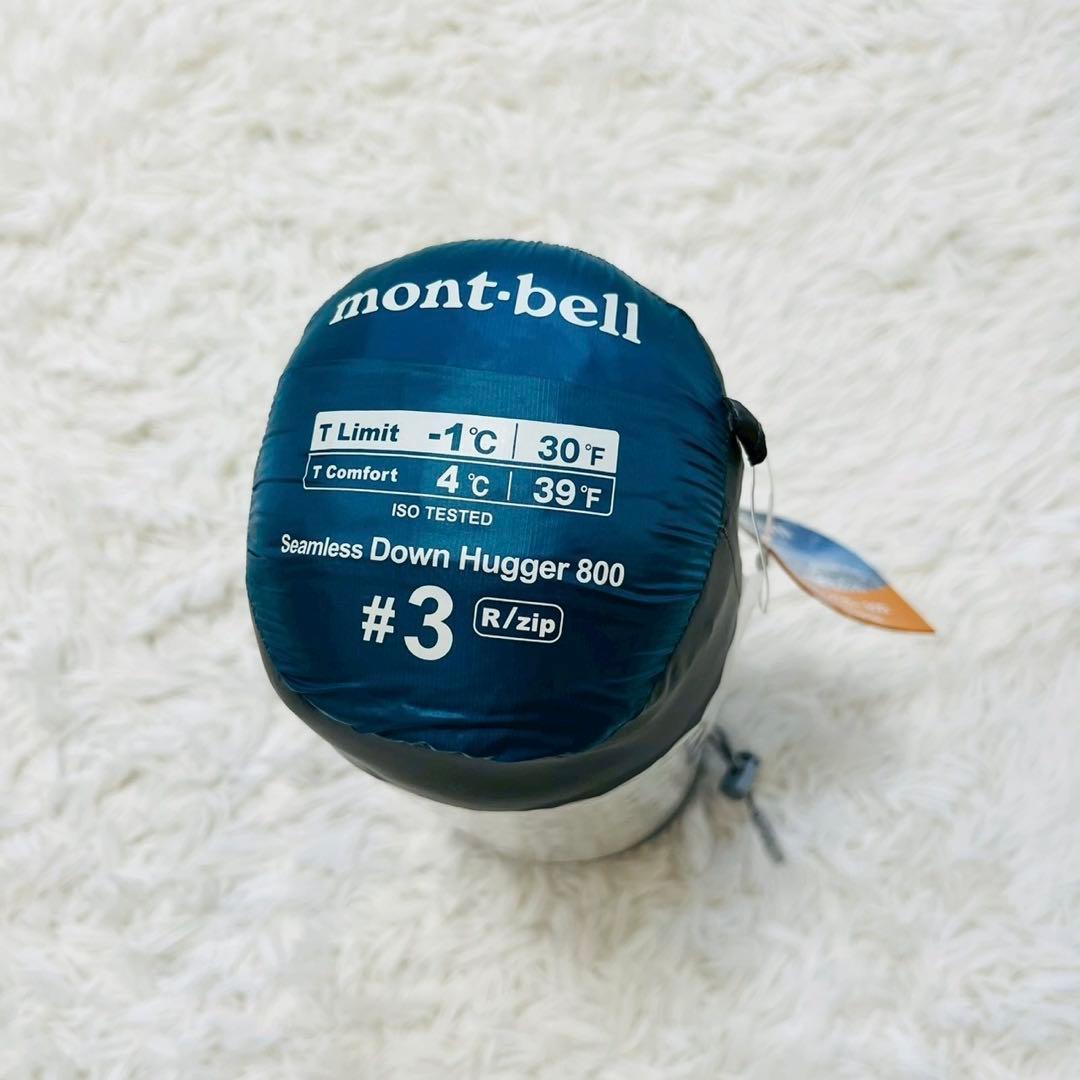 mont-bell
T Limit -1°C | 30°F
T Comfort 4°C | 39°F
ISO TESTED
Seamless Down Hugger 800
#3 R/zip